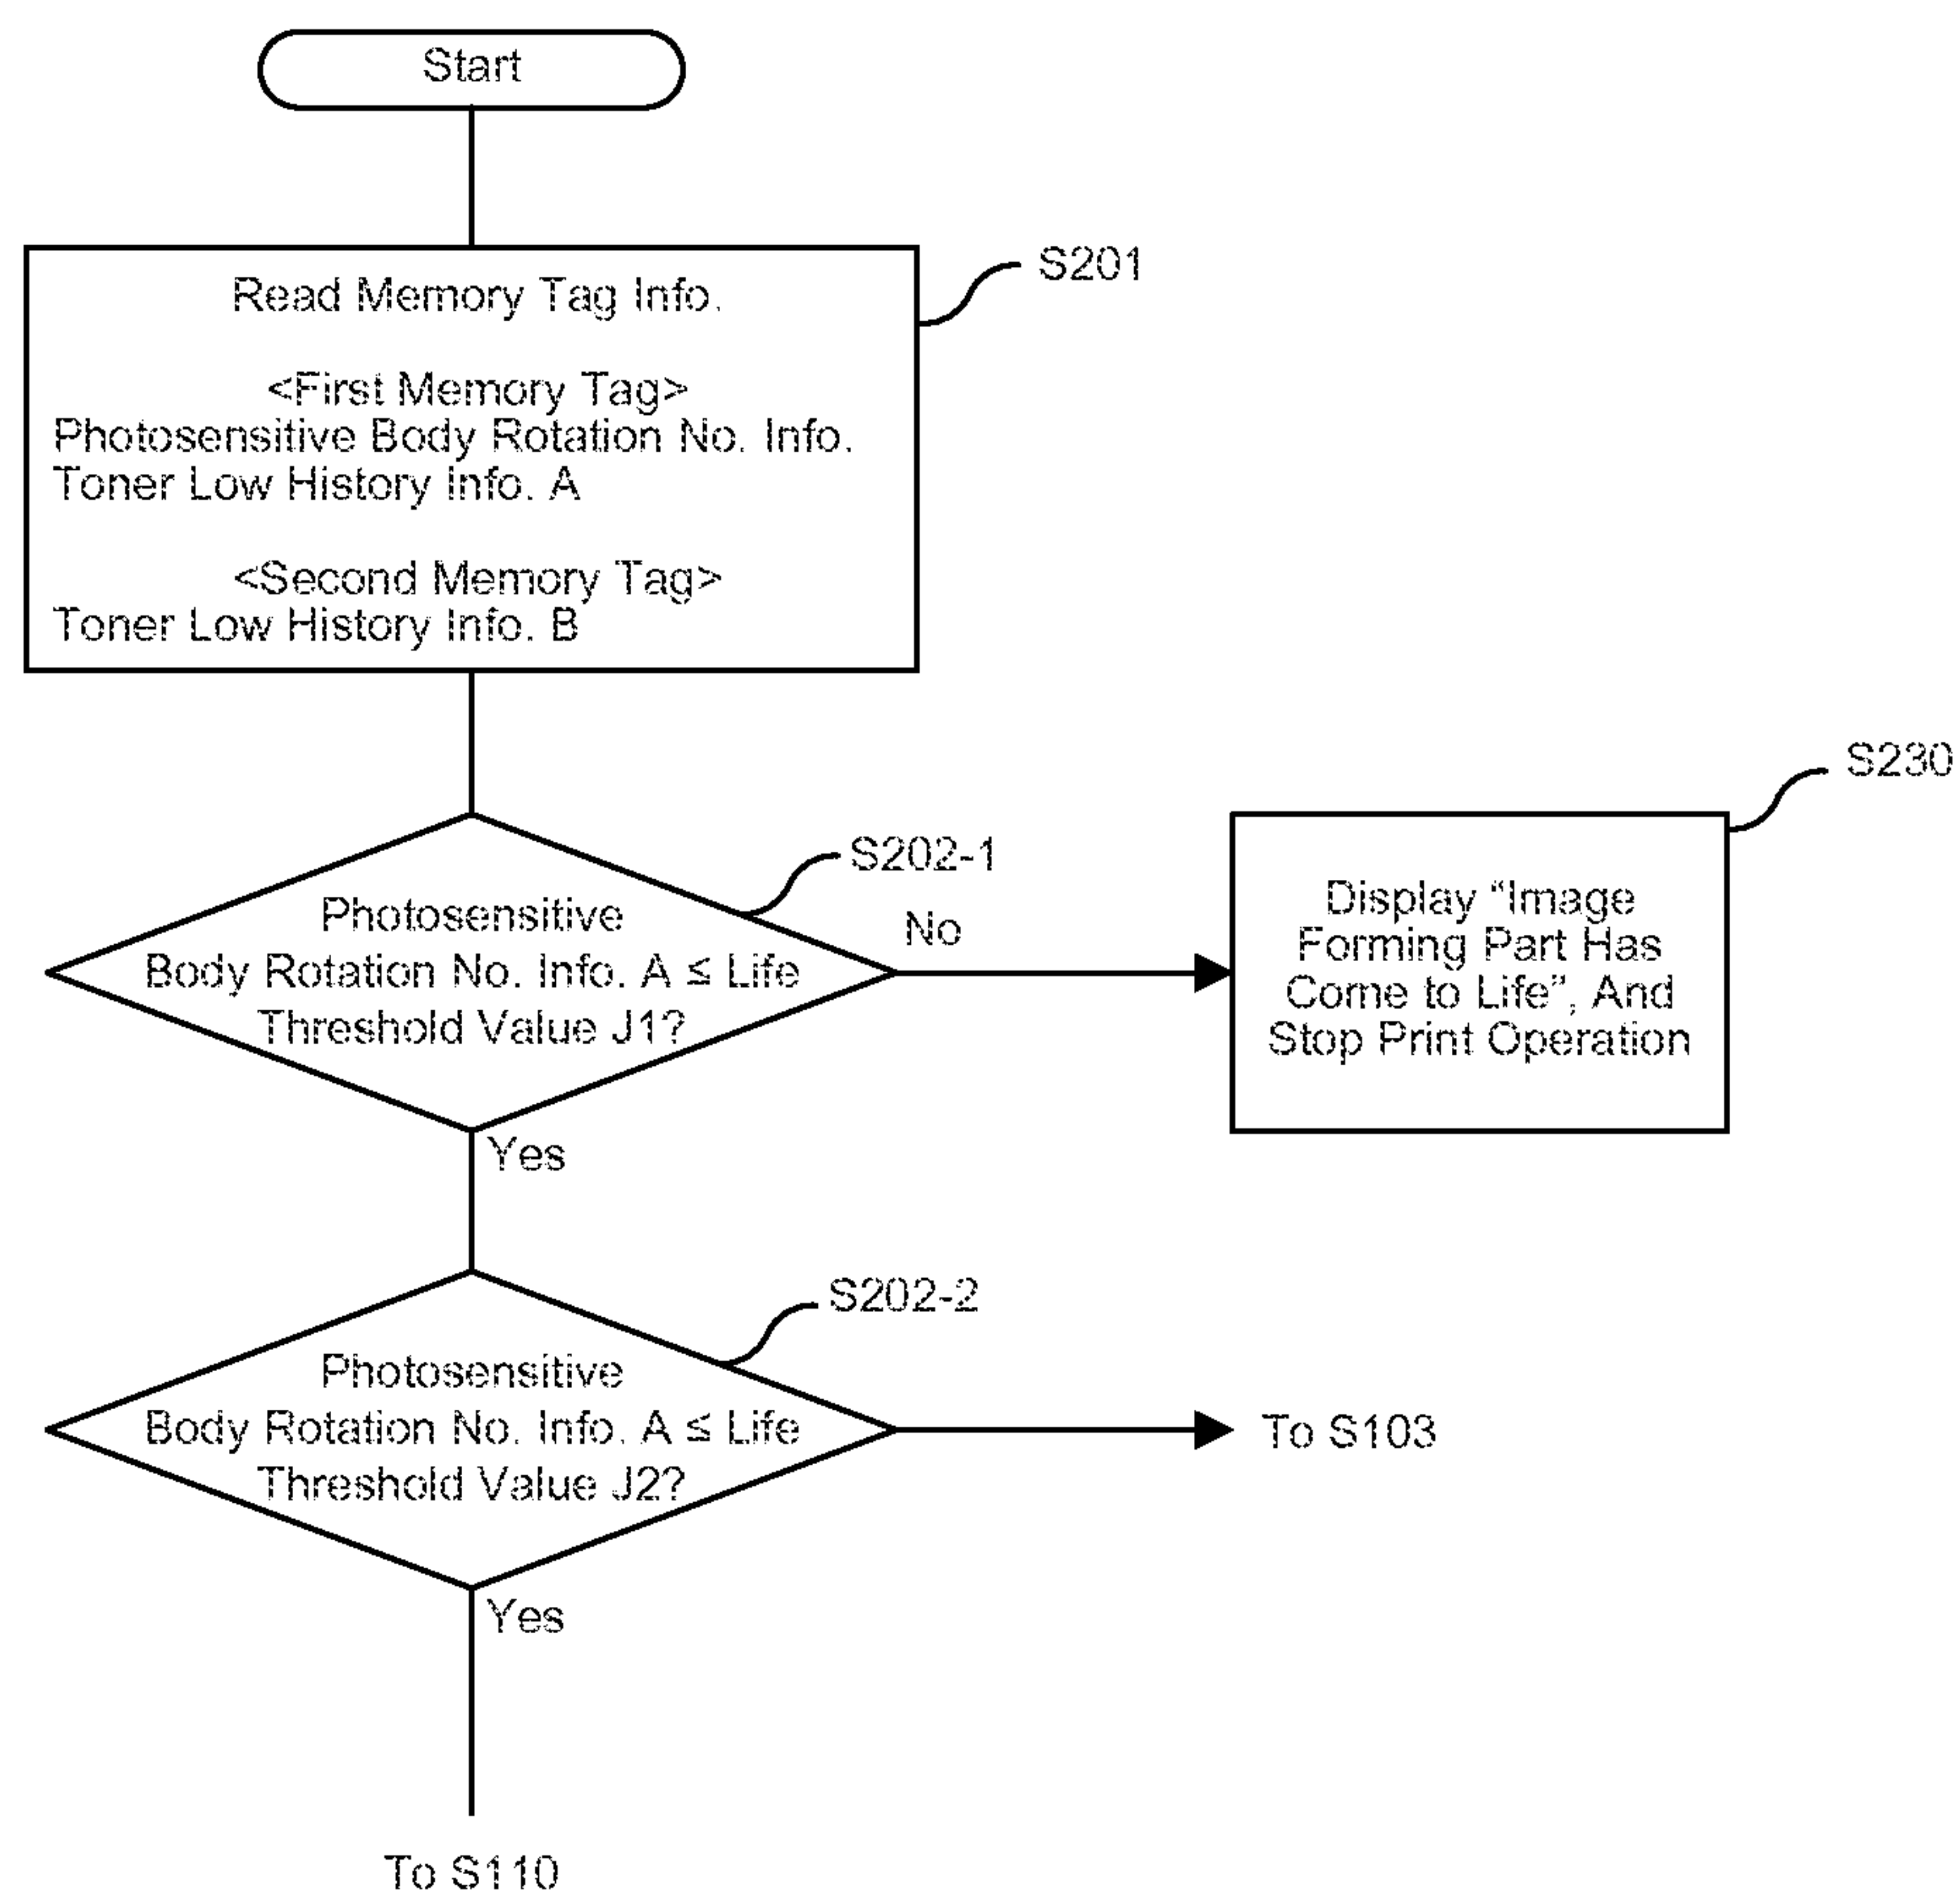 Start
S201
Read Memory Tag Info.
<First Memory Tag>
Photosensitive Body Rotation No. Info.
Toner Low History Info. A
<Second Memory Tag>
Toner Low History Info. B
S230
S202-1
Photosensitive
Body Rotation No. Info. A ≤ Life
Threshold Value J1?
No
Display “Image
Forming Part Has
Come to Life”, And
Stop Print Operation
Yes
S202-2
Photosensitive
Body Rotation No. Info. A ≤ Life
Threshold Value J2?
To S103
Yes
To S110